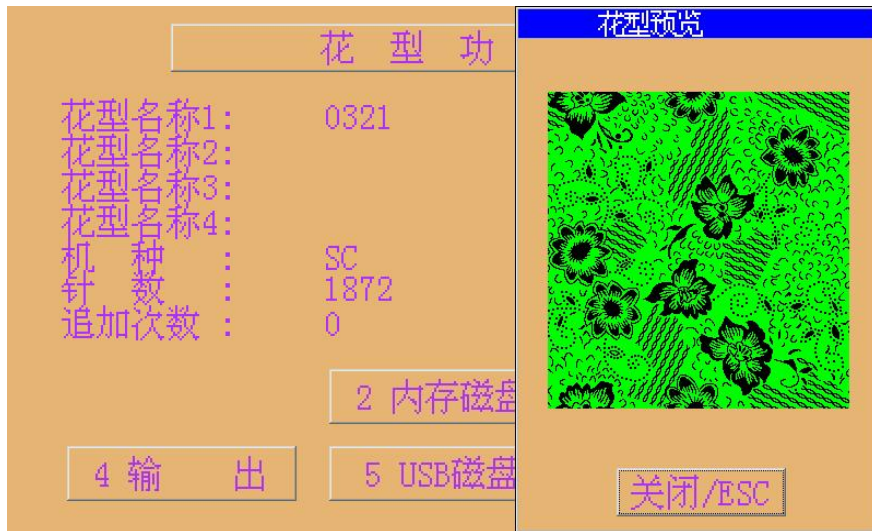 花 型 功
花型名称1: 0321
花型名称2:
花型名称3:
花型名称4:
机 种 : SC
针 数 : 1872
追加次数 : 0
2 内存磁盘
4 输 出
5 USB磁盘
花型预览
关闭/ESC